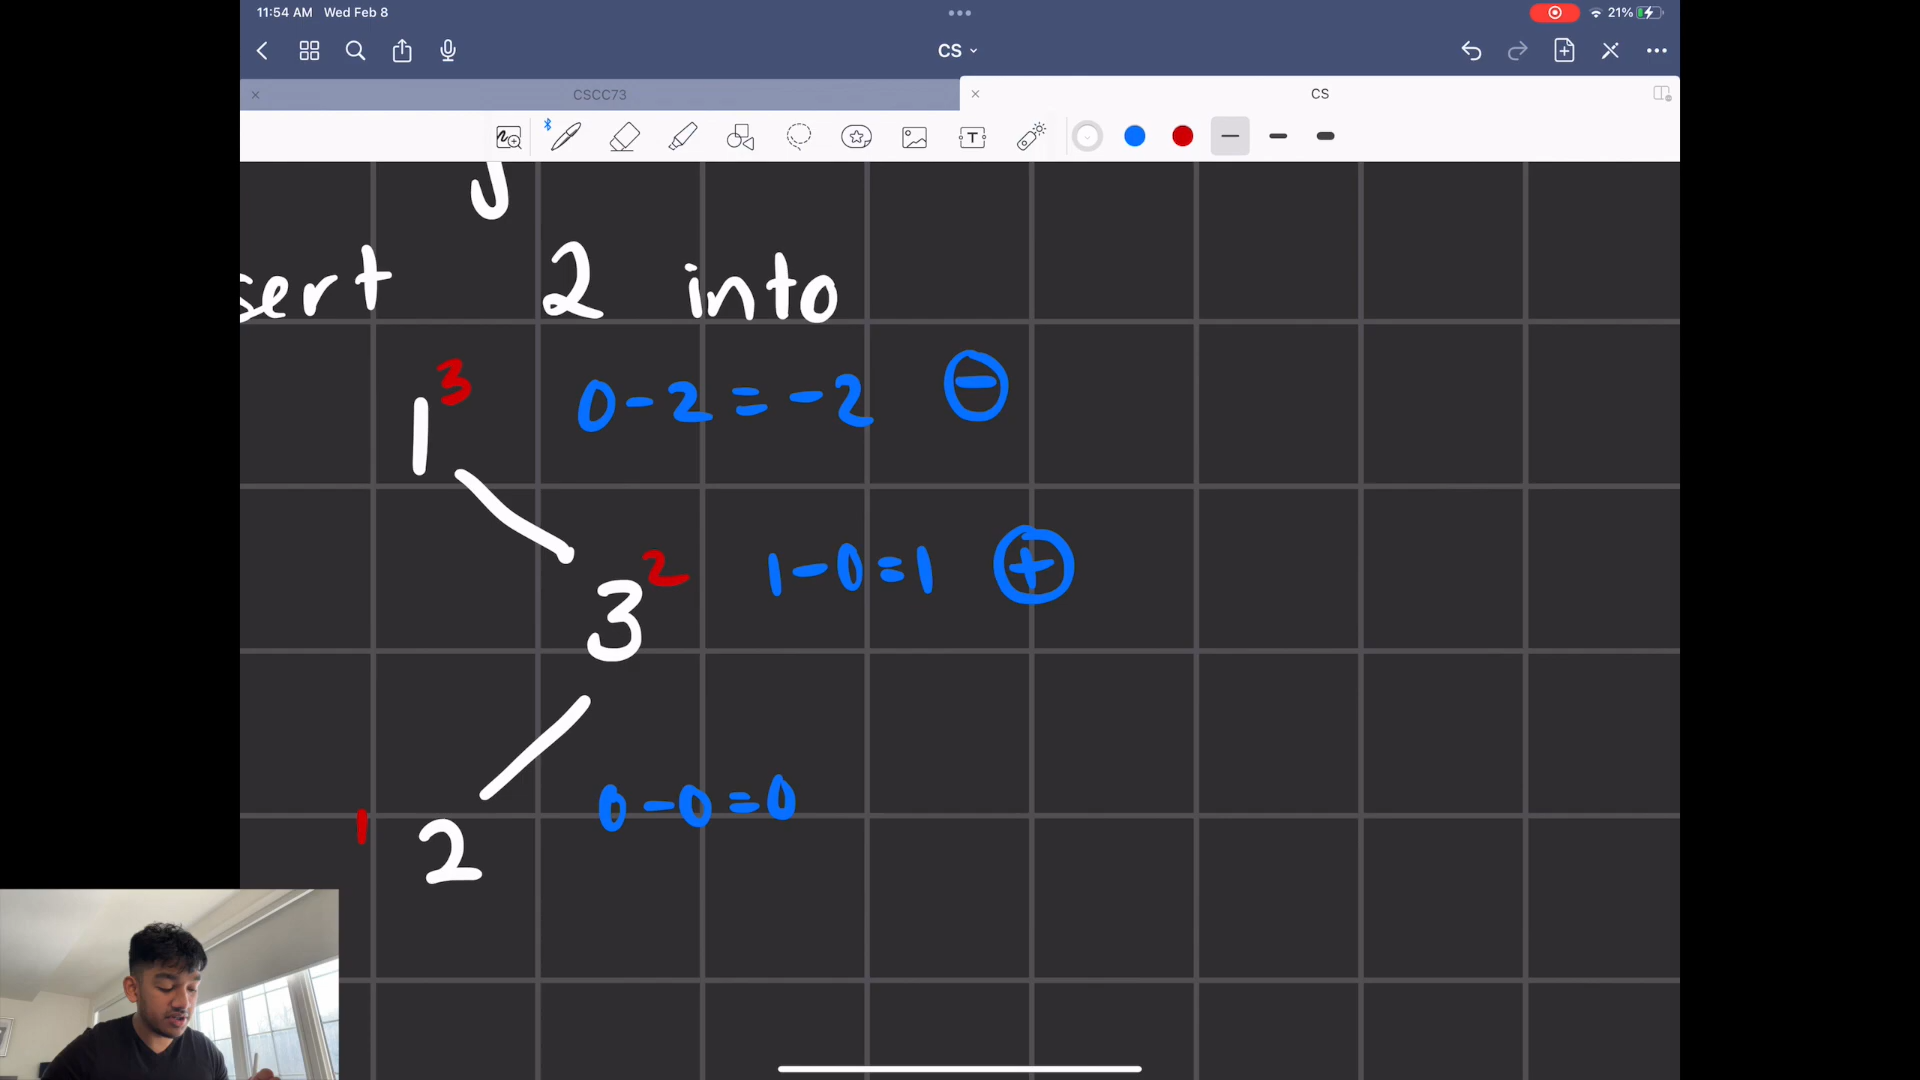 11:54 AM Wed Feb 8
21%
CS
CSCC73
CS
T
sert 2 into
3
1
0 - 2 = -2
-
2
3
1 - 0 = 1
+
1
2
0 - 0 = 0